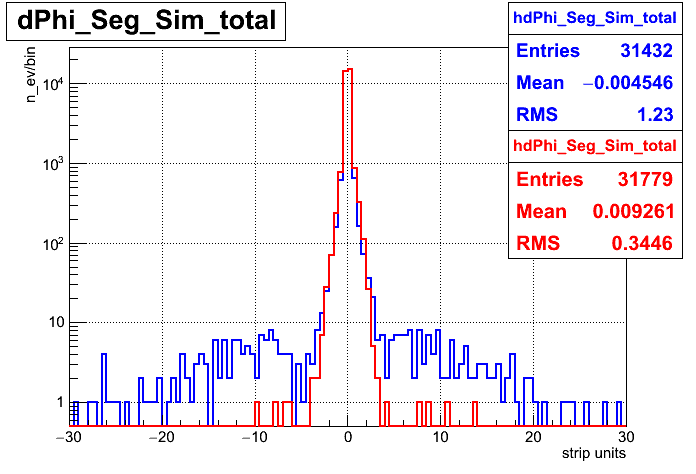 dPhi_Seg_Sim_total
hdPhi_Seg_Sim_total
Entries 31432
Mean −0.004546
RMS 1.23
hdPhi_Seg_Sim_total
Entries 31779
Mean 0.009261
RMS 0.3446
n_ev/bin
10^4
10^3
10^2
10
1
−30 −20 −10 0 10 20 30
strip units